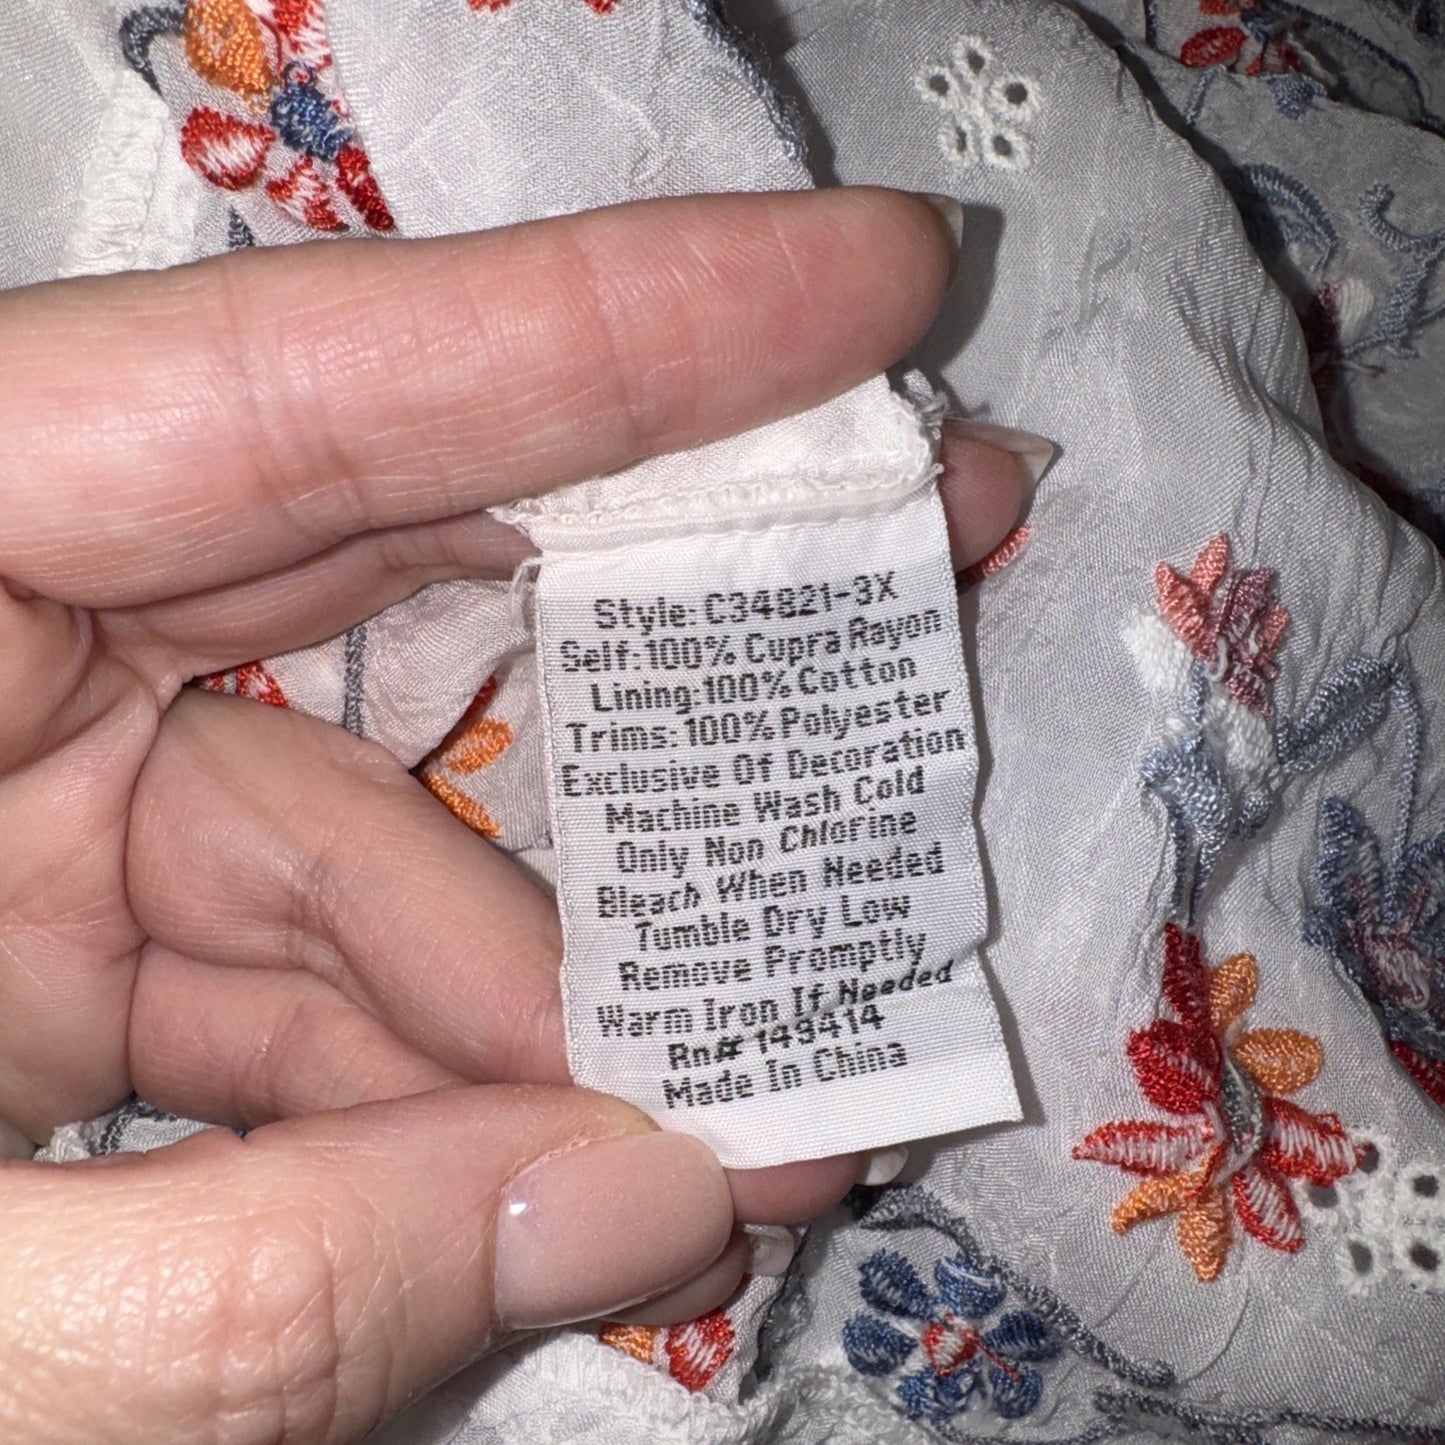 Style: C34821-3X
Self:100% Cupra Rayon
Lining:100% Cotton
Trims:100% Polyester
Exclusive Of Decoration
Machine Wash Cold
Only Non Chlorine
Bleach When Needed
Tumble Dry Low
Remove Promptly
Warm Iron If Needed
Rn# 149414
Made In China